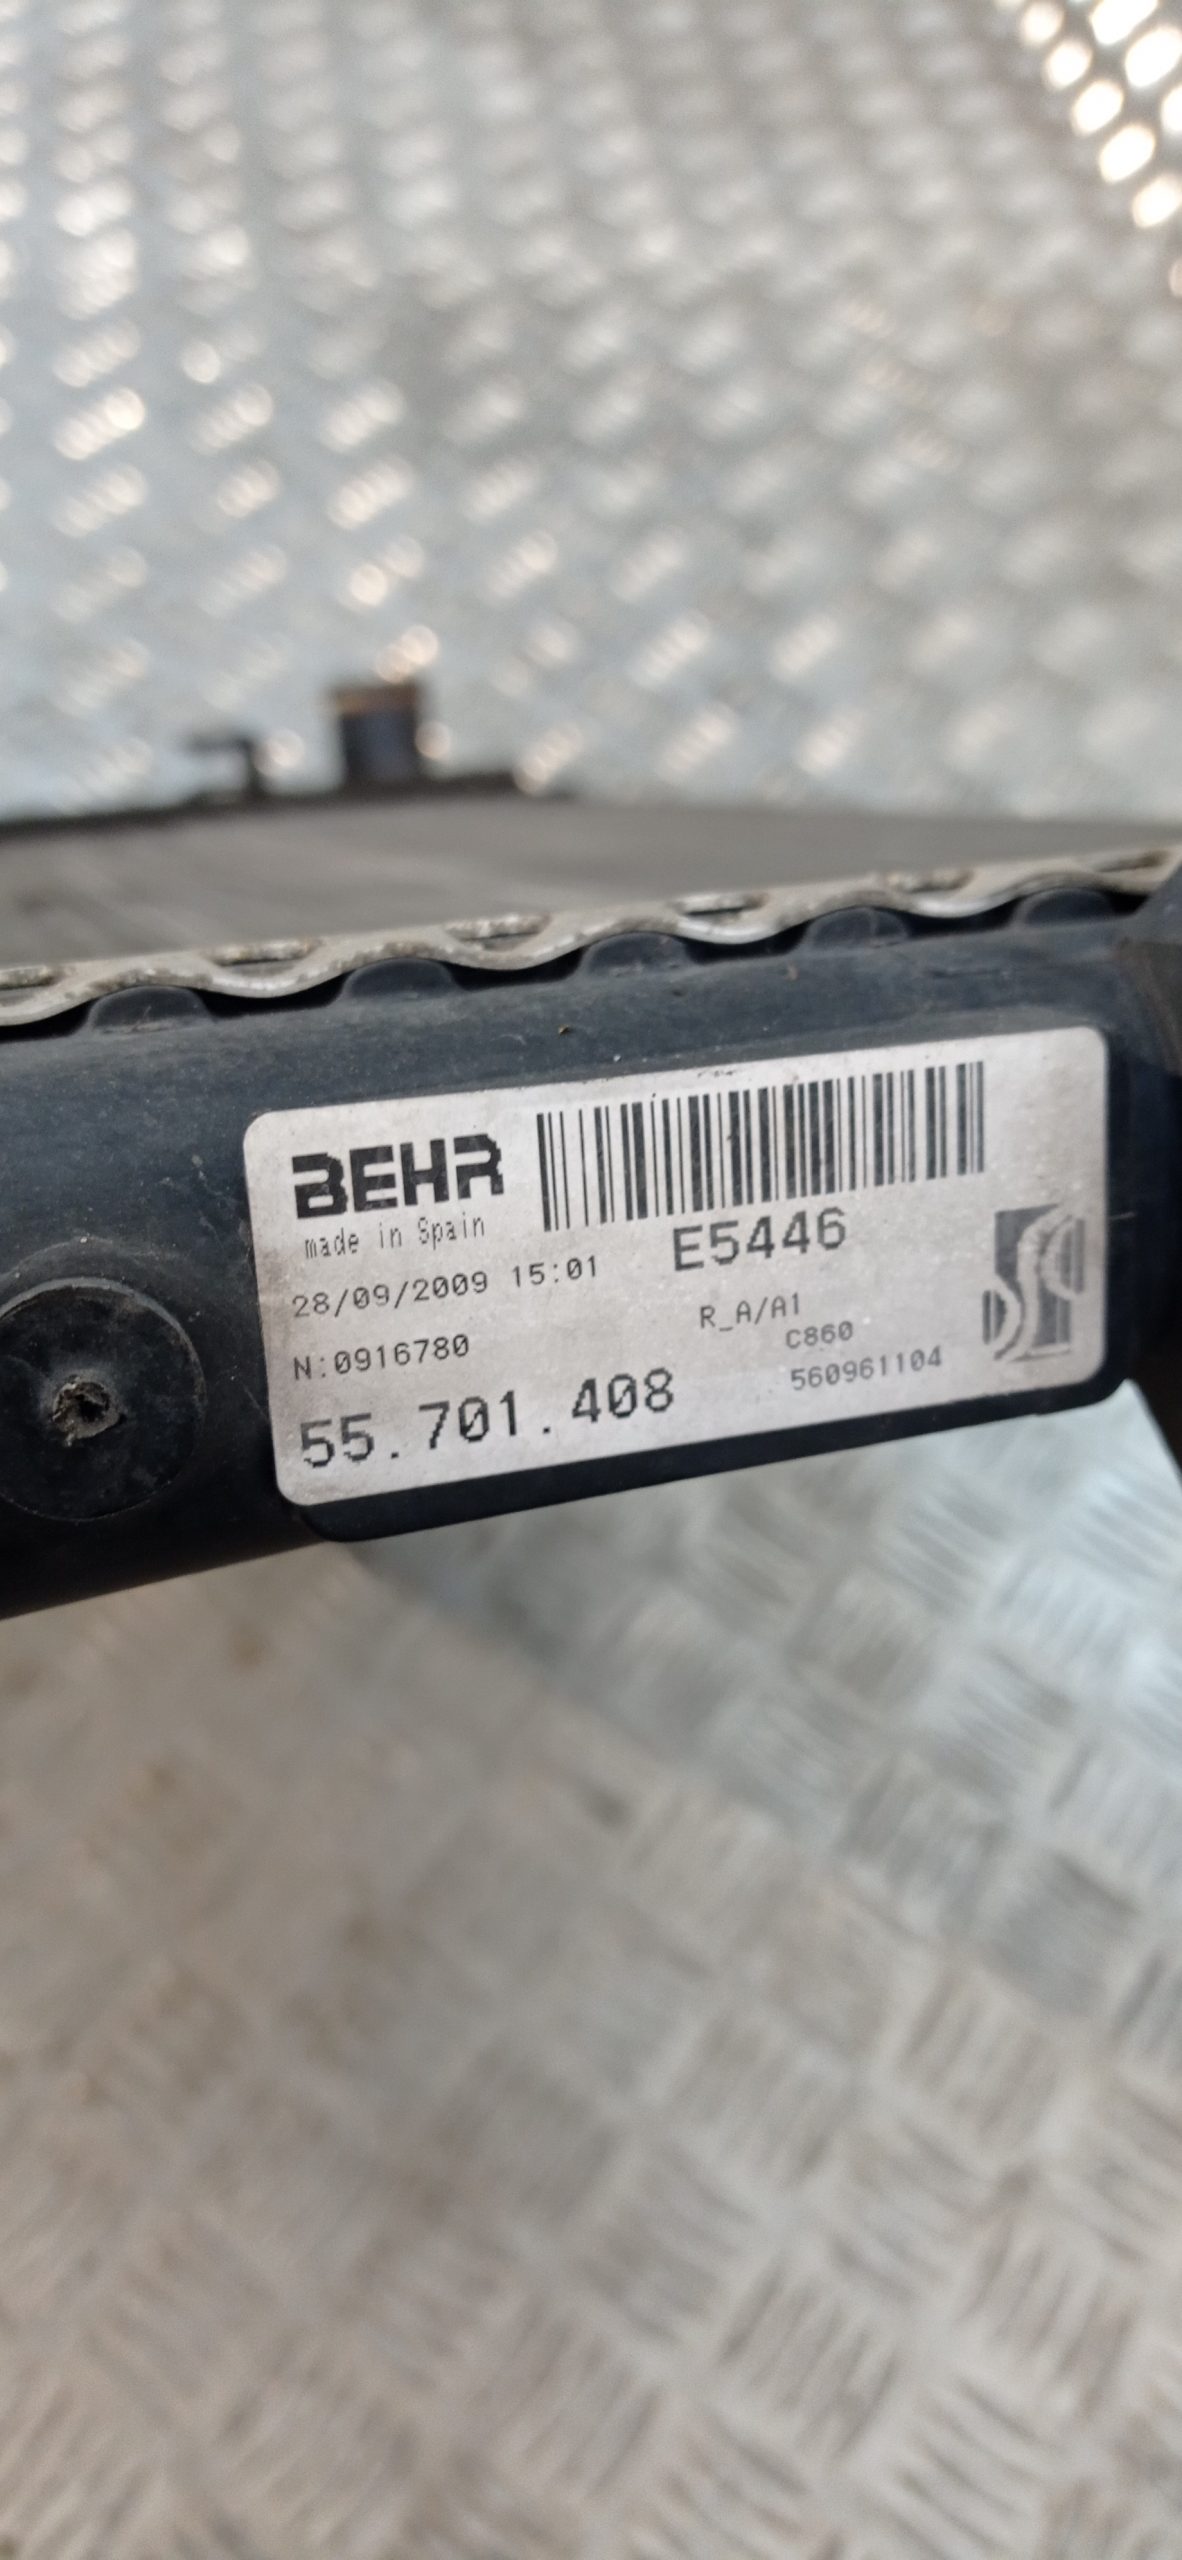 BEHR
made in Spain
E5446
28/09/2009 15:01
R_A/A1
N:0916780
C860
55.701.408
560961104